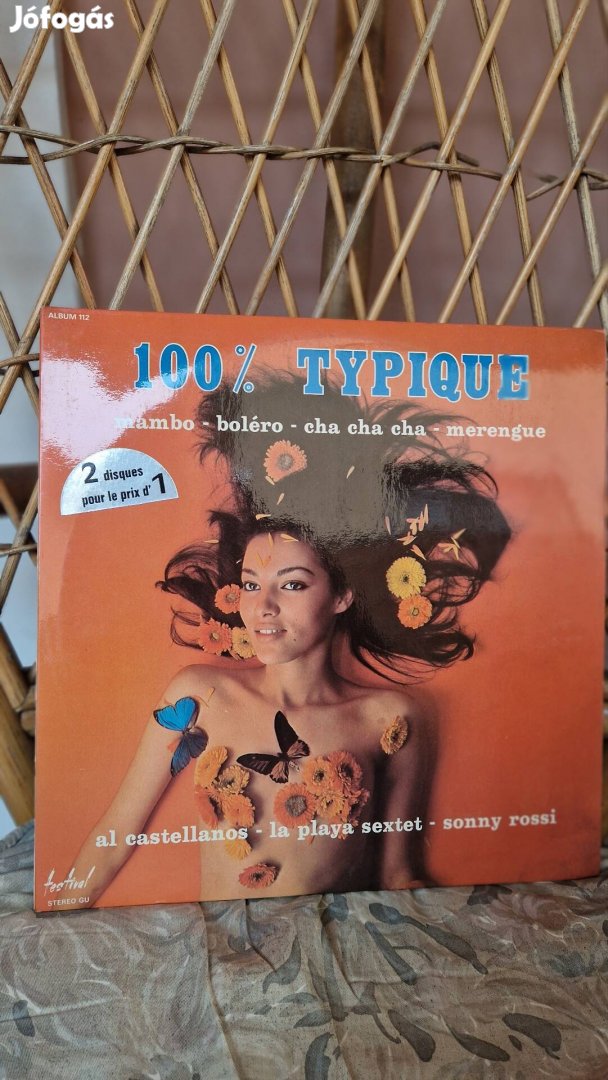 Jófogás
ALBUM 112
100% TYPIQUE
mambo - boléro - cha cha cha - merengue
2 disques
pour le prix d'1
al castellanos - la playa sextet - sonny rossi
festival
STEREO GU